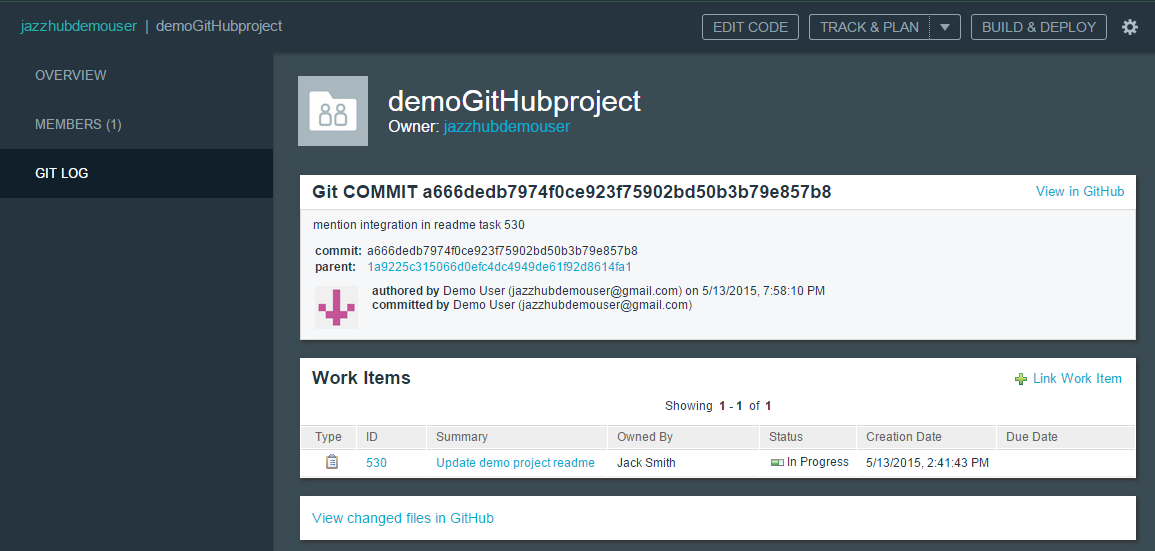 jazzhubdemouser | demoGitHubproject
EDIT CODE
TRACK & PLAN
BUILD & DEPLOY
OVERVIEW
MEMBERS (1)
GIT LOG
demoGitHubproject
Owner: jazzhubdemouser
Git COMMIT a666dedb7974f0ce923f75902bd50b3b79e857b8
View in GitHub
mention integration in readme task 530
commit: a666dedb7974f0ce923f75902bd50b3b79e857b8
parent: 1a9225c315066d0efc4dc4949de61f92d8614fa1
authored by Demo User (jazzhubdemouser@gmail.com) on 5/13/2015, 7:58:10 PM
committed by Demo User (jazzhubdemouser@gmail.com)
Work Items
Link Work Item
Showing 1 - 1 of 1
Type ID Summary Owned By Status Creation Date Due Date
530 Update demo project readme Jack Smith In Progress 5/13/2015, 2:41:43 PM
View changed files in GitHub